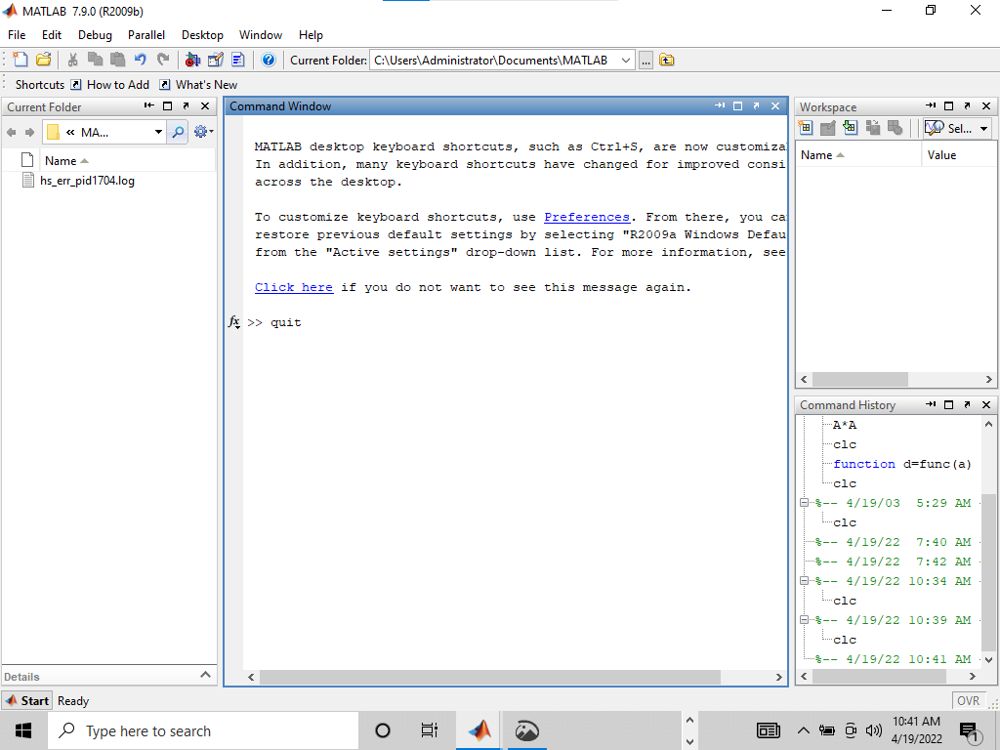 MATLAB 7.9.0 (R2009b)
File Edit Debug Parallel Desktop Window Help
Current Folder: C:\Users\Administrator\Documents\MATLAB ...
Shortcuts How to Add What's New
Current Folder
« MA...
Name
hs_err_pid1704.log
Details
Command Window
MATLAB desktop keyboard shortcuts, such as Ctrl+S, are now customiza
In addition, many keyboard shortcuts have changed for improved consi
across the desktop.
To customize keyboard shortcuts, use Preferences. From there, you ca
restore previous default settings by selecting "R2009a Windows Defau
from the "Active settings" drop-down list. For more information, see
Click here if you do not want to see this message again.
fx >> quit
Workspace
Sel...
Name Value
Command History
A*A
clc
function d=func(a)
clc
%-- 4/19/03 5:29 AM
clc
%-- 4/19/22 7:40 AM
%-- 4/19/22 7:42 AM
%-- 4/19/22 10:34 AM
clc
%-- 4/19/22 10:39 AM
clc
%-- 4/19/22 10:41 AM
Start Ready
OVR
Type here to search
10:41 AM
4/19/2022
1